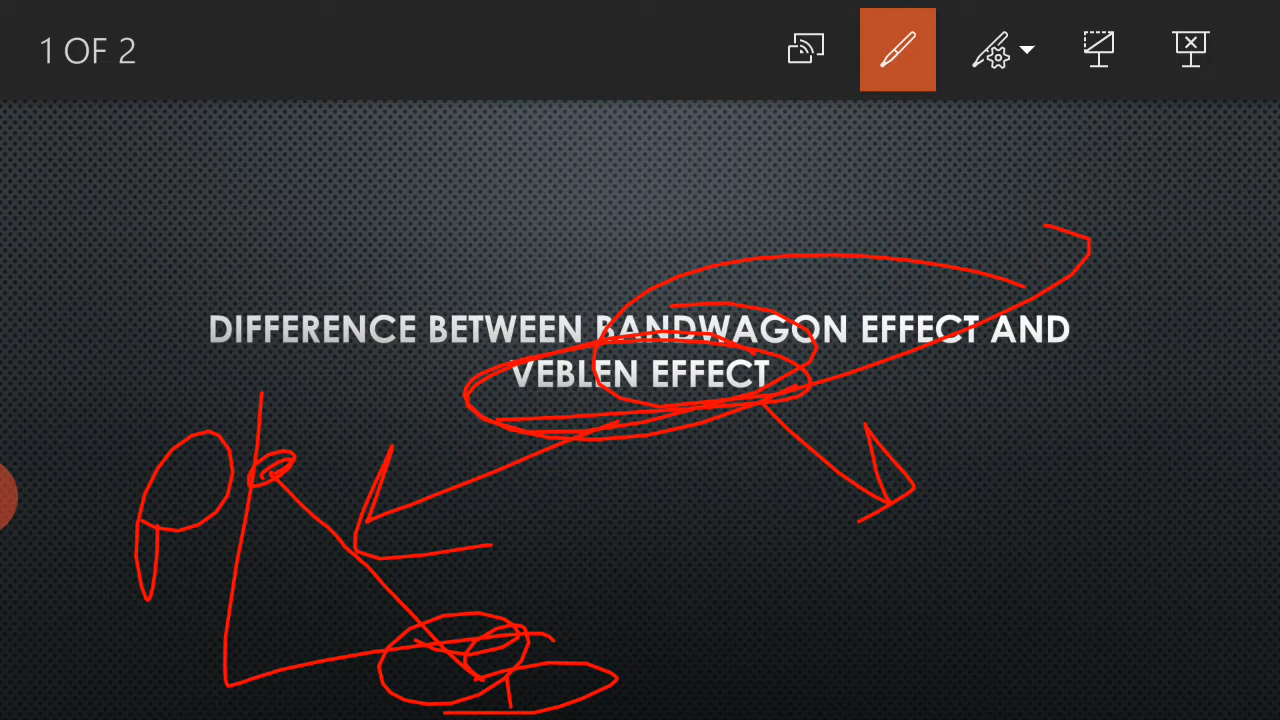 1 OF 2
DIFFERENCE BETWEEN BANDWAGON EFFECT AND
VEBLEN EFFECT